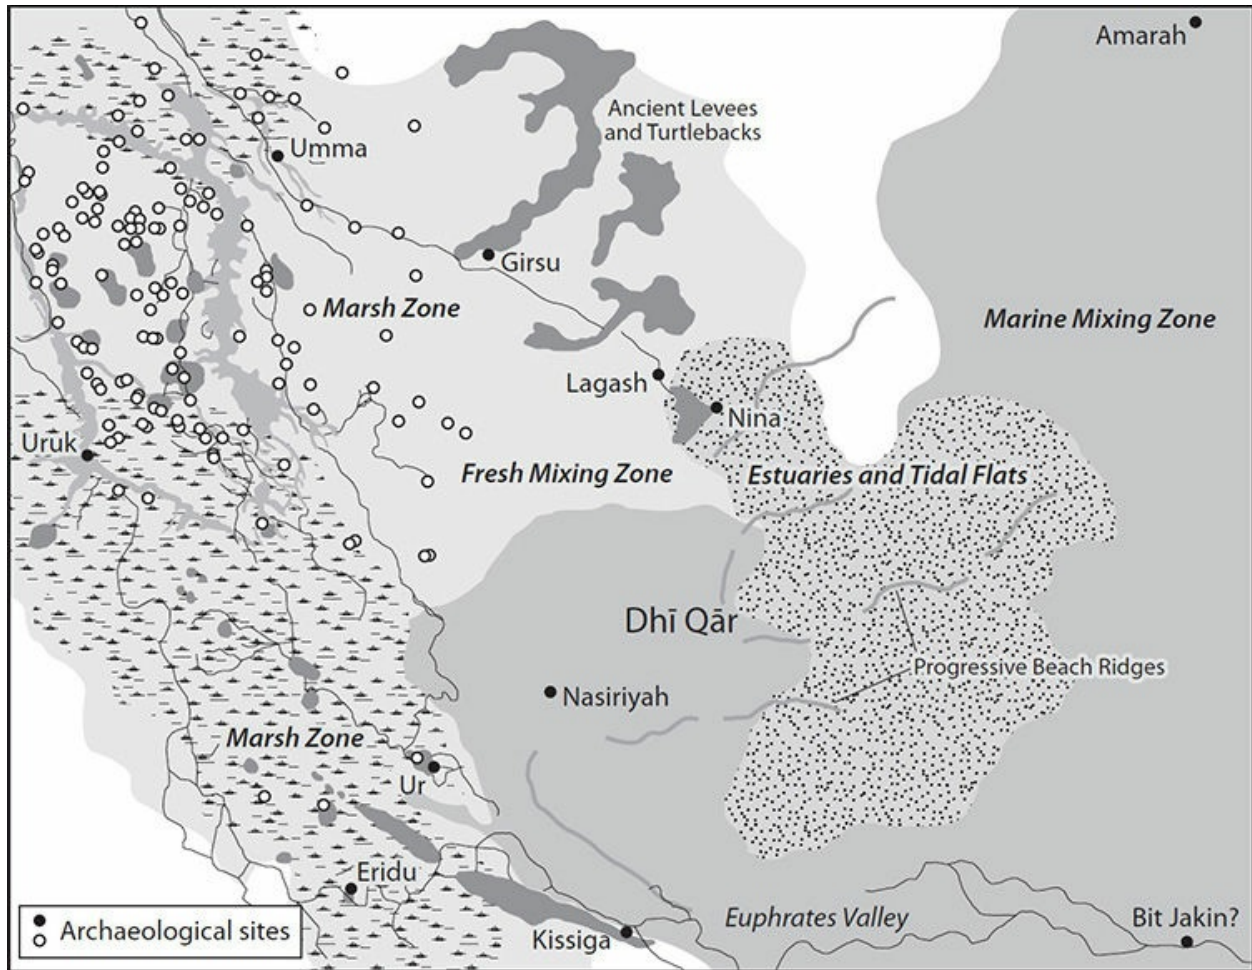 Amarah
Ancient Levees
and Turtlebacks
Umma
Girsu
Marsh Zone
Marine Mixing Zone
Lagash
Nina
Uruk
Fresh Mixing Zone
Estuaries and Tidal Flats
Dhī Qār
Progressive Beach Ridges
Nasiriyah
Marsh Zone
Ur
Eridu
Euphrates Valley
Bit Jakin?
Archaeological sites
Kissiga